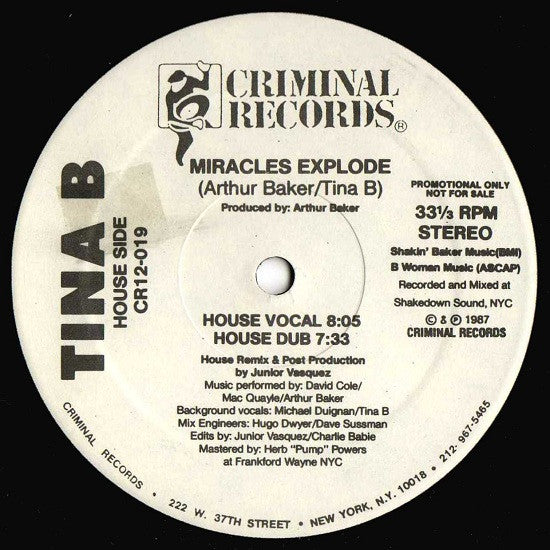 CRIMINAL
RECORDS®
MIRACLES EXPLODE
(Arthur Baker/Tina B)
Produced by: Arthur Baker
PROMOTIONAL ONLY
NOT FOR SALE
33⅓ RPM
STEREO
Shakin' Baker Music(BMI)
B Woman Music (ASCAP)
Recorded and Mixed at
Shakedown Sound, NYC
© & ℗ 1987
CRIMINAL RECORDS
TINA B
HOUSE SIDE
CR12-019
HOUSE VOCAL 8:05
HOUSE DUB 7:33
House Remix & Post Production
by Junior Vasquez
Music performed by: David Cole/
Mac Quayle/Arthur Baker
Background vocals: Michael Duignan/Tina B
Mix Engineers: Hugo Dwyer/Dave Sussman
Edits by: Junior Vasquez/Charlie Babie
Mastered by: Herb "Pump" Powers
at Frankford Wayne NYC
CRIMINAL RECORDS • 222 W. 37TH STREET • NEW YORK, N.Y. 10018 • 212-967-5465